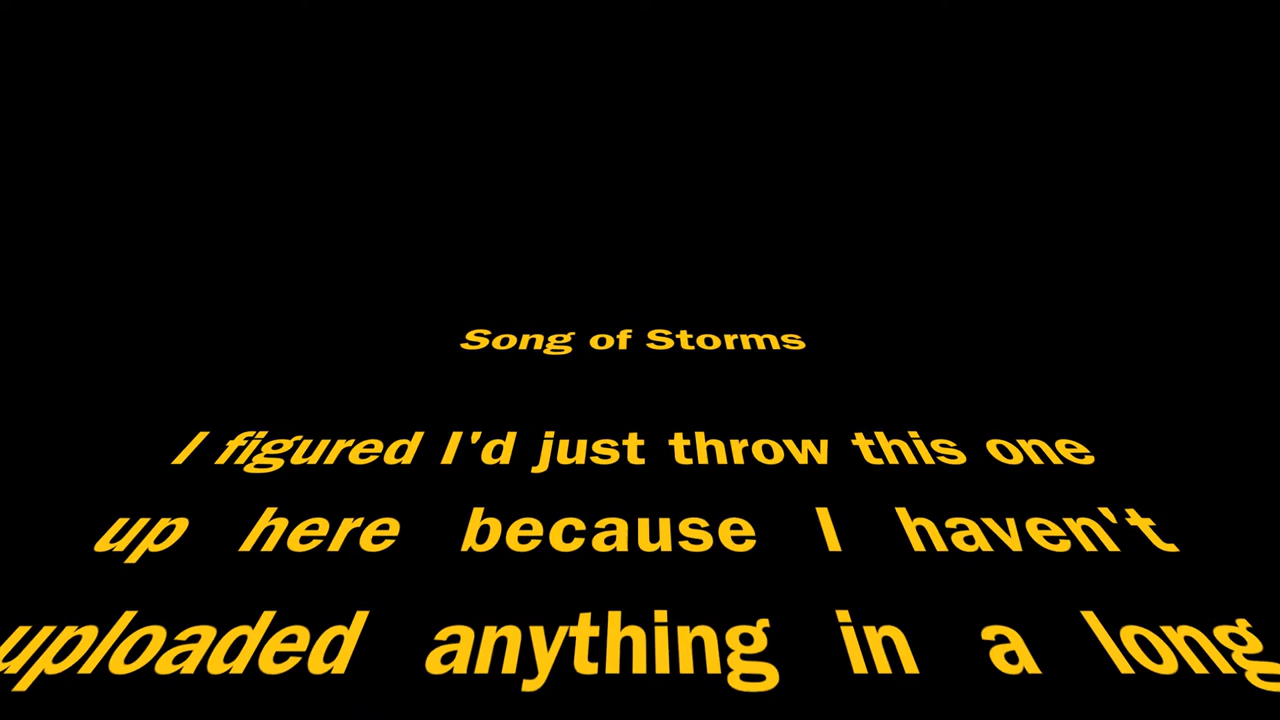 Song of Storms
I figured I'd just throw this one
up here because I haven't
uploaded anything in a long